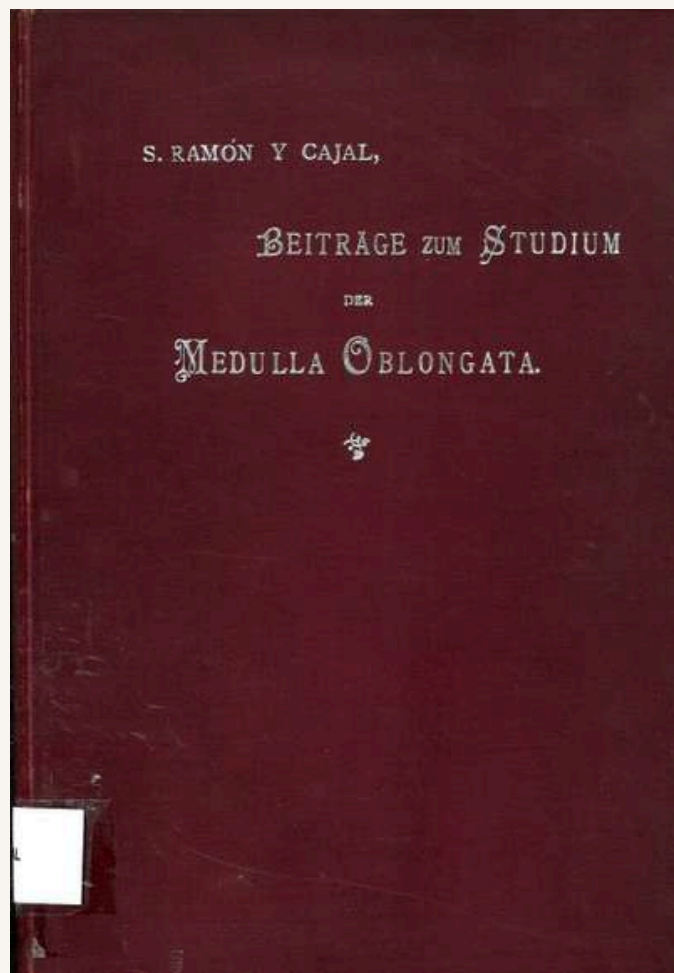 S. RAMÓN Y CAJAL,
BEITRÄGE ZUM STUDIUM
DER
MEDULLA OBLONGATA.